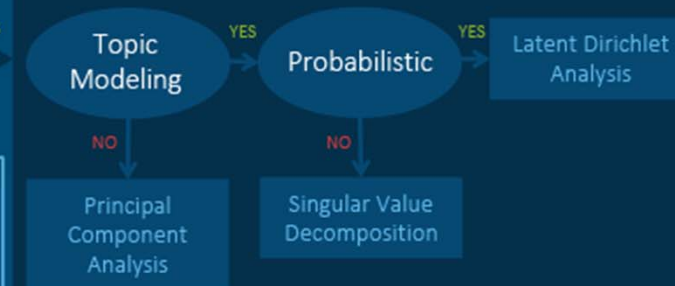 Topic
Modeling
YES
Probabilistic
YES
Latent Dirichlet
Analysis
NO
NO
Principal
Component
Analysis
Singular Value
Decomposition